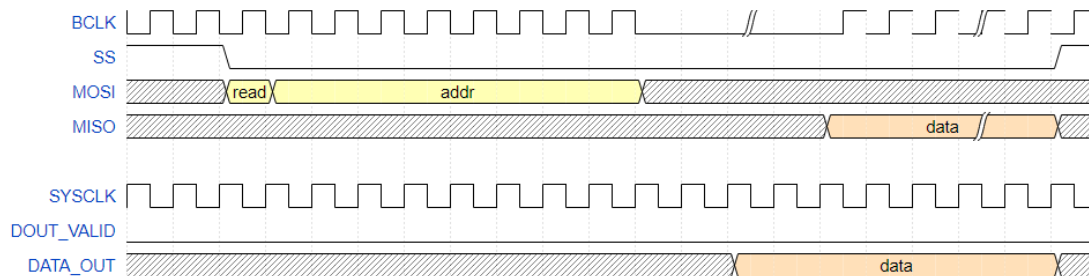 BCLK
SS
MOSI read addr
MISO data
SYSCLK
DOUT_VALID
DATA_OUT data